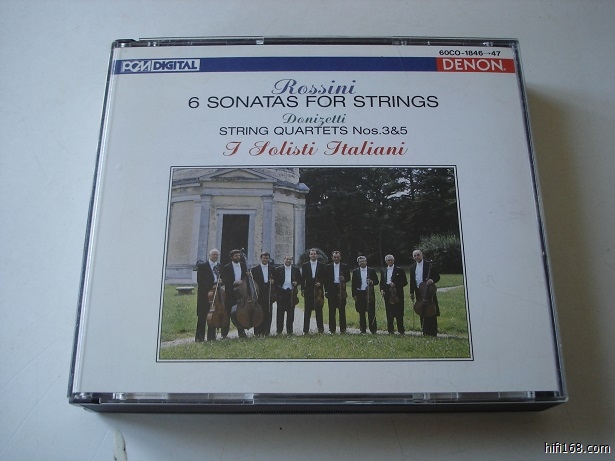 60CO-1846→47
PCM DIGITAL
DENON
Rossini
6 SONATAS FOR STRINGS
Donizetti
STRING QUARTETS Nos.3&5
I Solisti Italiani
hifi168.com